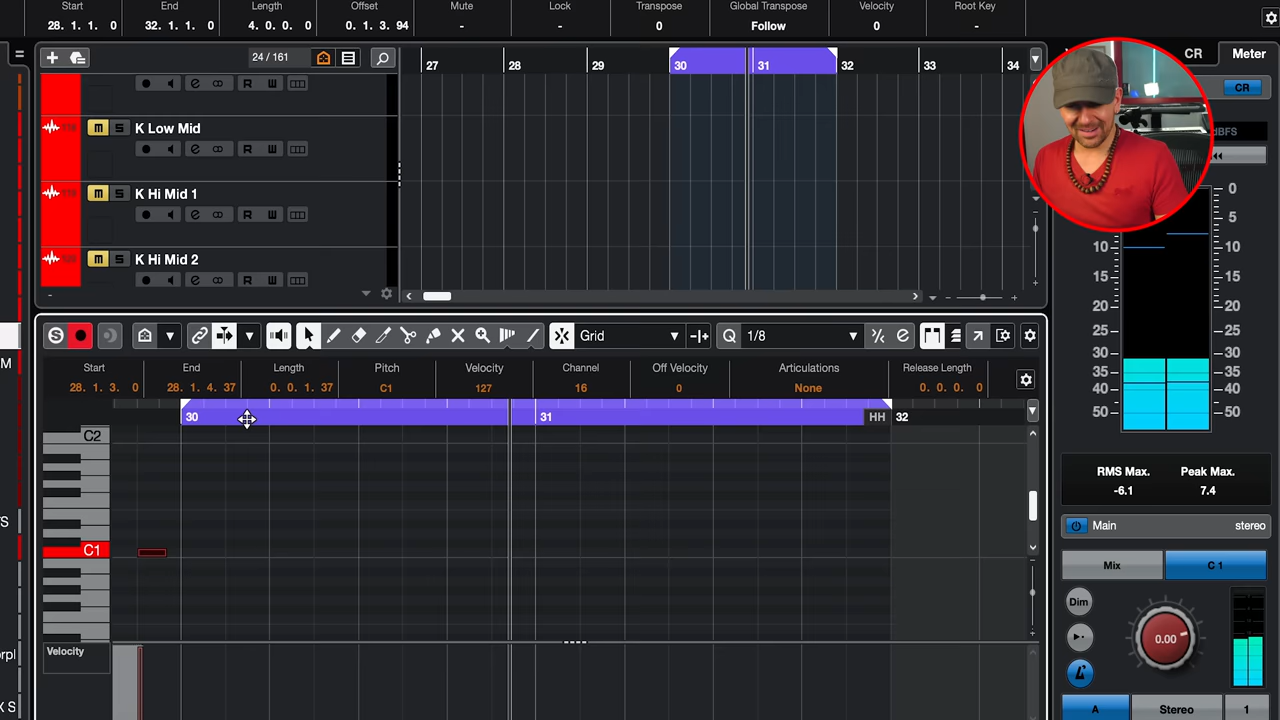 Start End Length Offset Mute Lock Transpose Global Transpose Velocity Root Key
28. 1. 1. 0 32. 1. 1. 0 4. 0. 0. 0 0. 1. 3. 94 - - 0 Follow 0 -
24 / 161
27 28 29 30 31 32 33 34
CR Meter
CR
dBFS
M S K Low Mid
R W
M S K Hi Mid 1
R W
M S K Hi Mid 2
R W
0
5
10 10
15 15
20 20
25 25
30 30
35 35
40 40
50 50
S Grid Q 1/8
Start End Length Pitch Velocity Channel Off Velocity Articulations Release Length
28. 1. 3. 0 28. 1. 4. 37 0. 0. 1. 37 C1 127 16 0 None 0. 0. 0. 0
30 31 HH 32
C2
C1
Velocity
RMS Max. Peak Max.
-6.1 7.4
Main stereo
Mix C 1
Dim
0.00
A Stereo 1
M
/S
orpl
X S